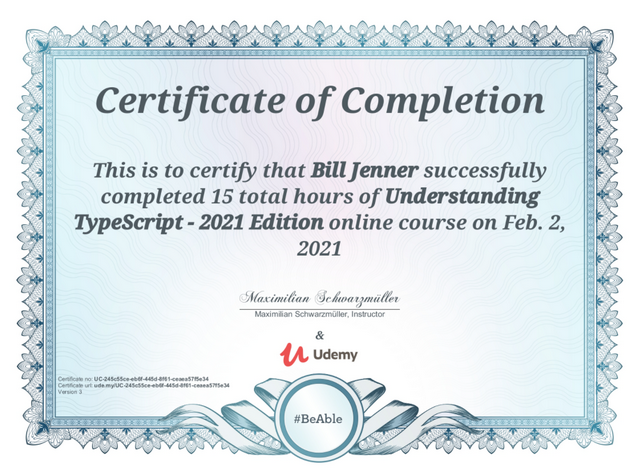 Certificate of Completion
This is to certify that Bill Jenner successfully
completed 15 total hours of Understanding
TypeScript - 2021 Edition online course on Feb. 2,
2021
Maximilian Schwarzmüller
Maximilian Schwarzmüller, Instructor
&
Udemy
Certificate no: UC-245c55ce-eb6f-445d-8f61-ceaea57f5e34
Certificate url: ude.my/UC-245c55ce-eb6f-445d-8f61-ceaea57f5e34
Version 3
#BeAble